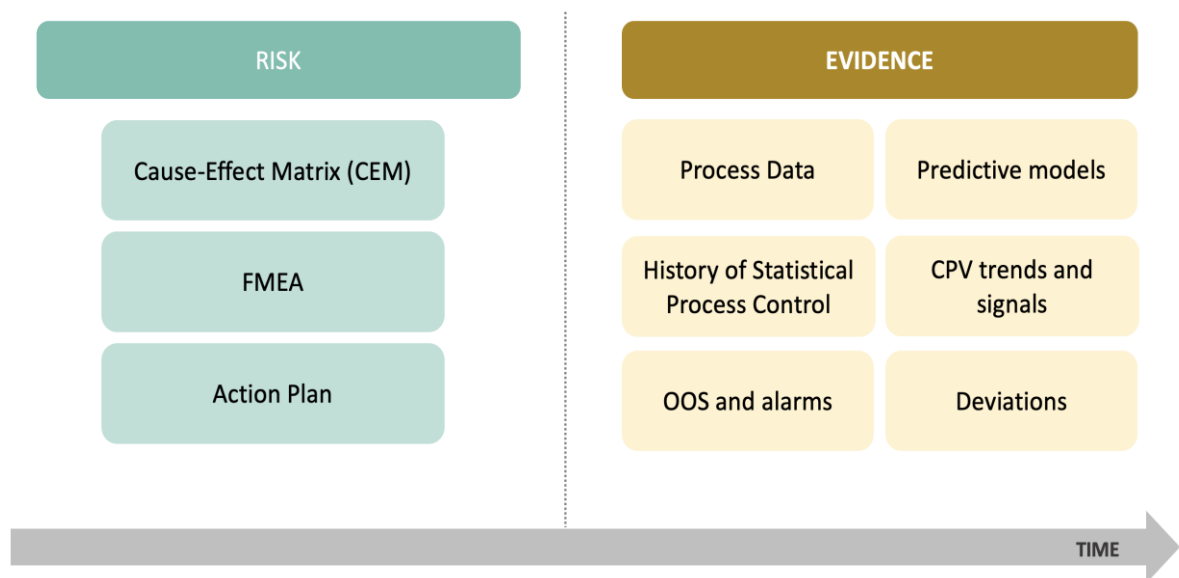 RISK
EVIDENCE
Cause-Effect Matrix (CEM)
FMEA
Action Plan
Process Data
Predictive models
History of Statistical
Process Control
CPV trends and
signals
OOS and alarms
Deviations
TIME